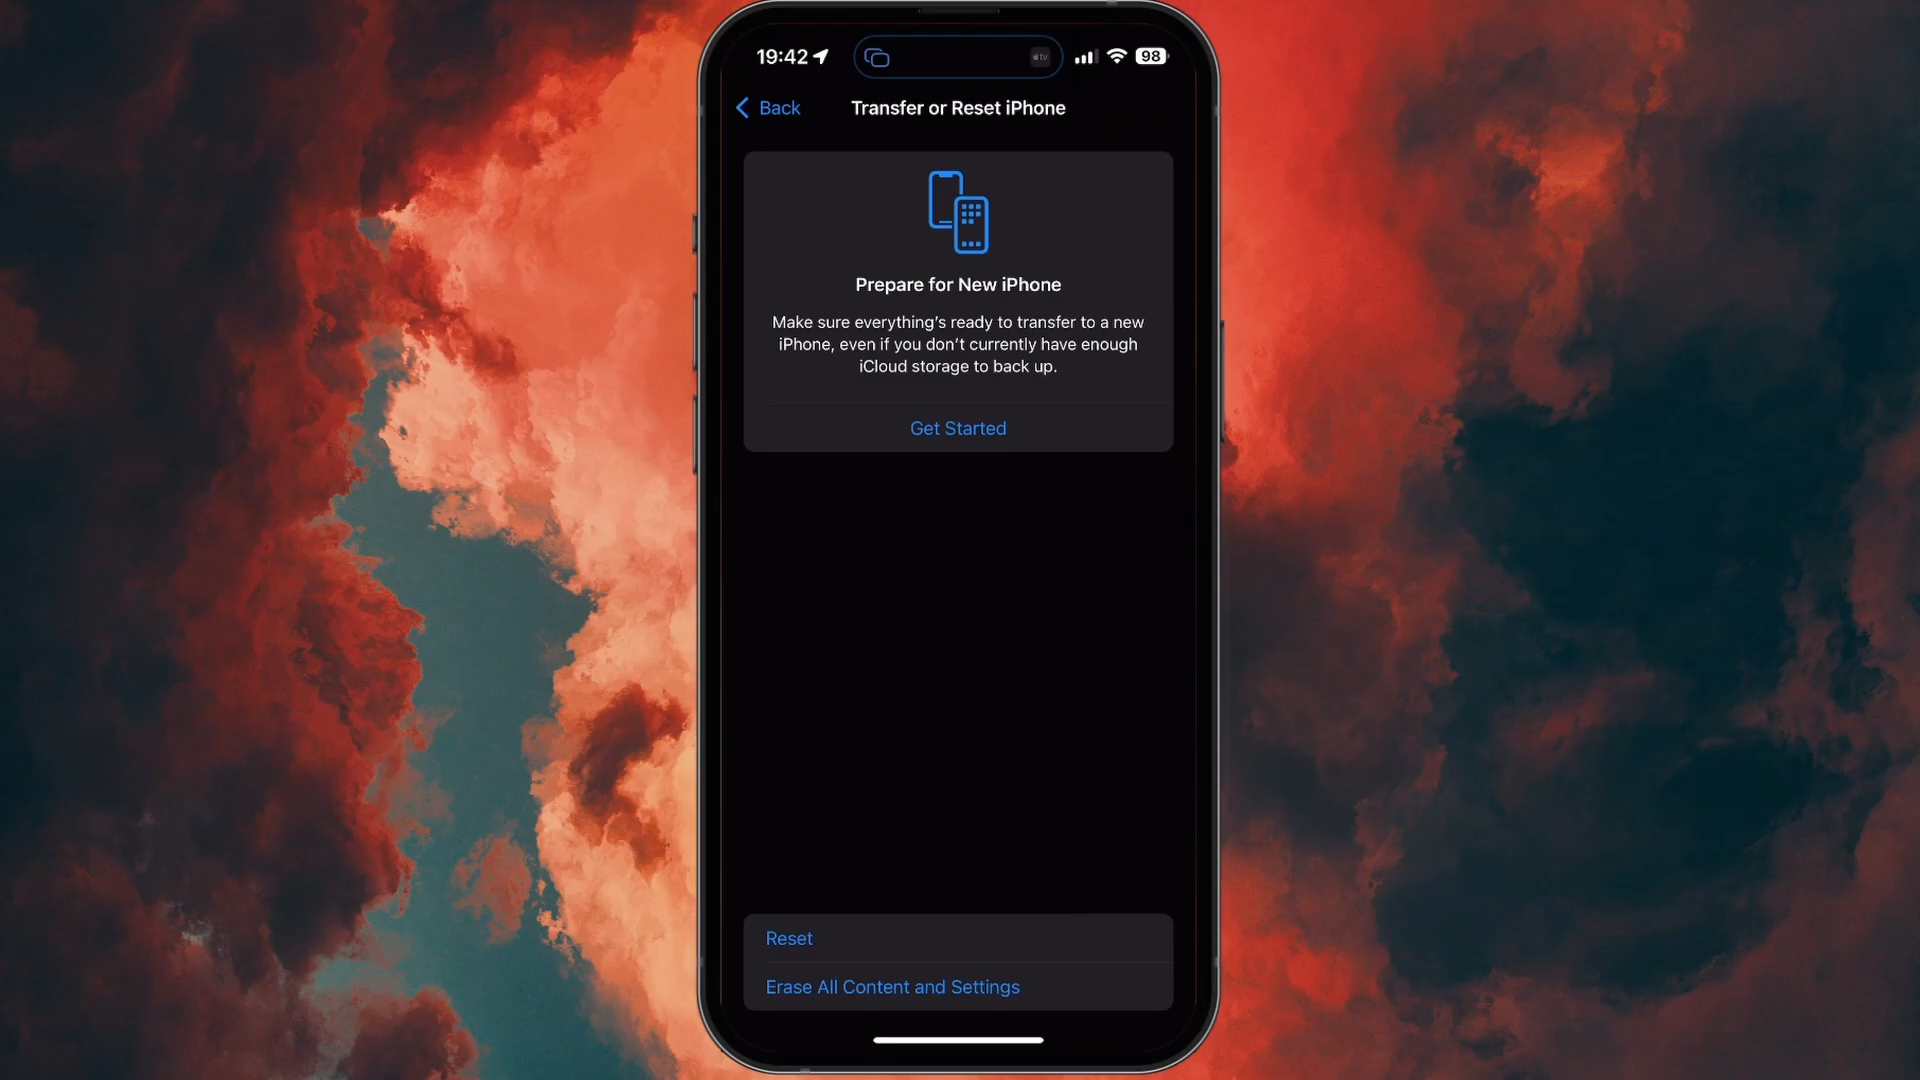 19:42
tv
98
Back
Transfer or Reset iPhone
Prepare for New iPhone
Make sure everything's ready to transfer to a new
iPhone, even if you don't currently have enough
iCloud storage to back up.
Get Started
Reset
Erase All Content and Settings